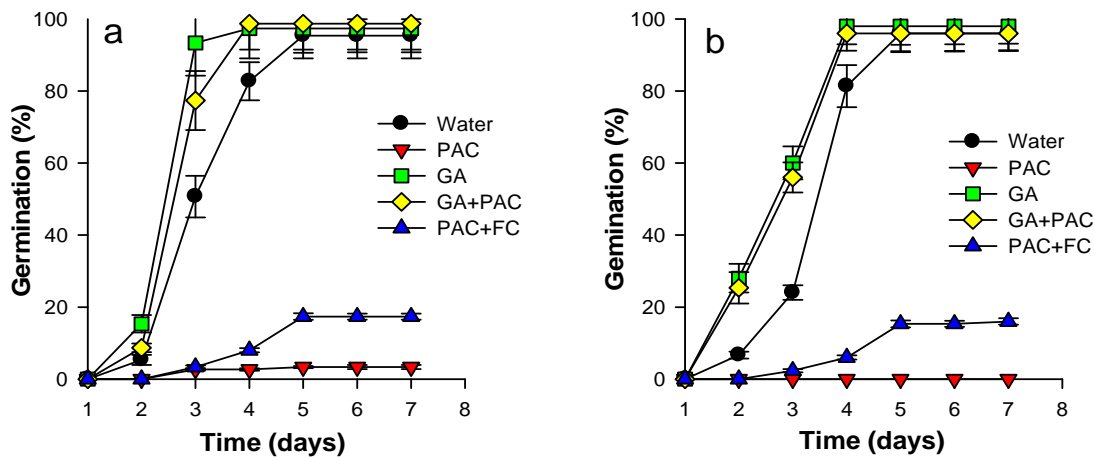 a
Germination (%)
100
80
60
40
20
0
1 2 3 4 5 6 7 8
Time (days)
Water
PAC
GA
GA+PAC
PAC+FC
b
Gemination (%)
100
80
60
40
20
0
1 2 3 4 5 6 7 8
Time (days)
Water
PAC
GA
GA+PAC
PAC+FC